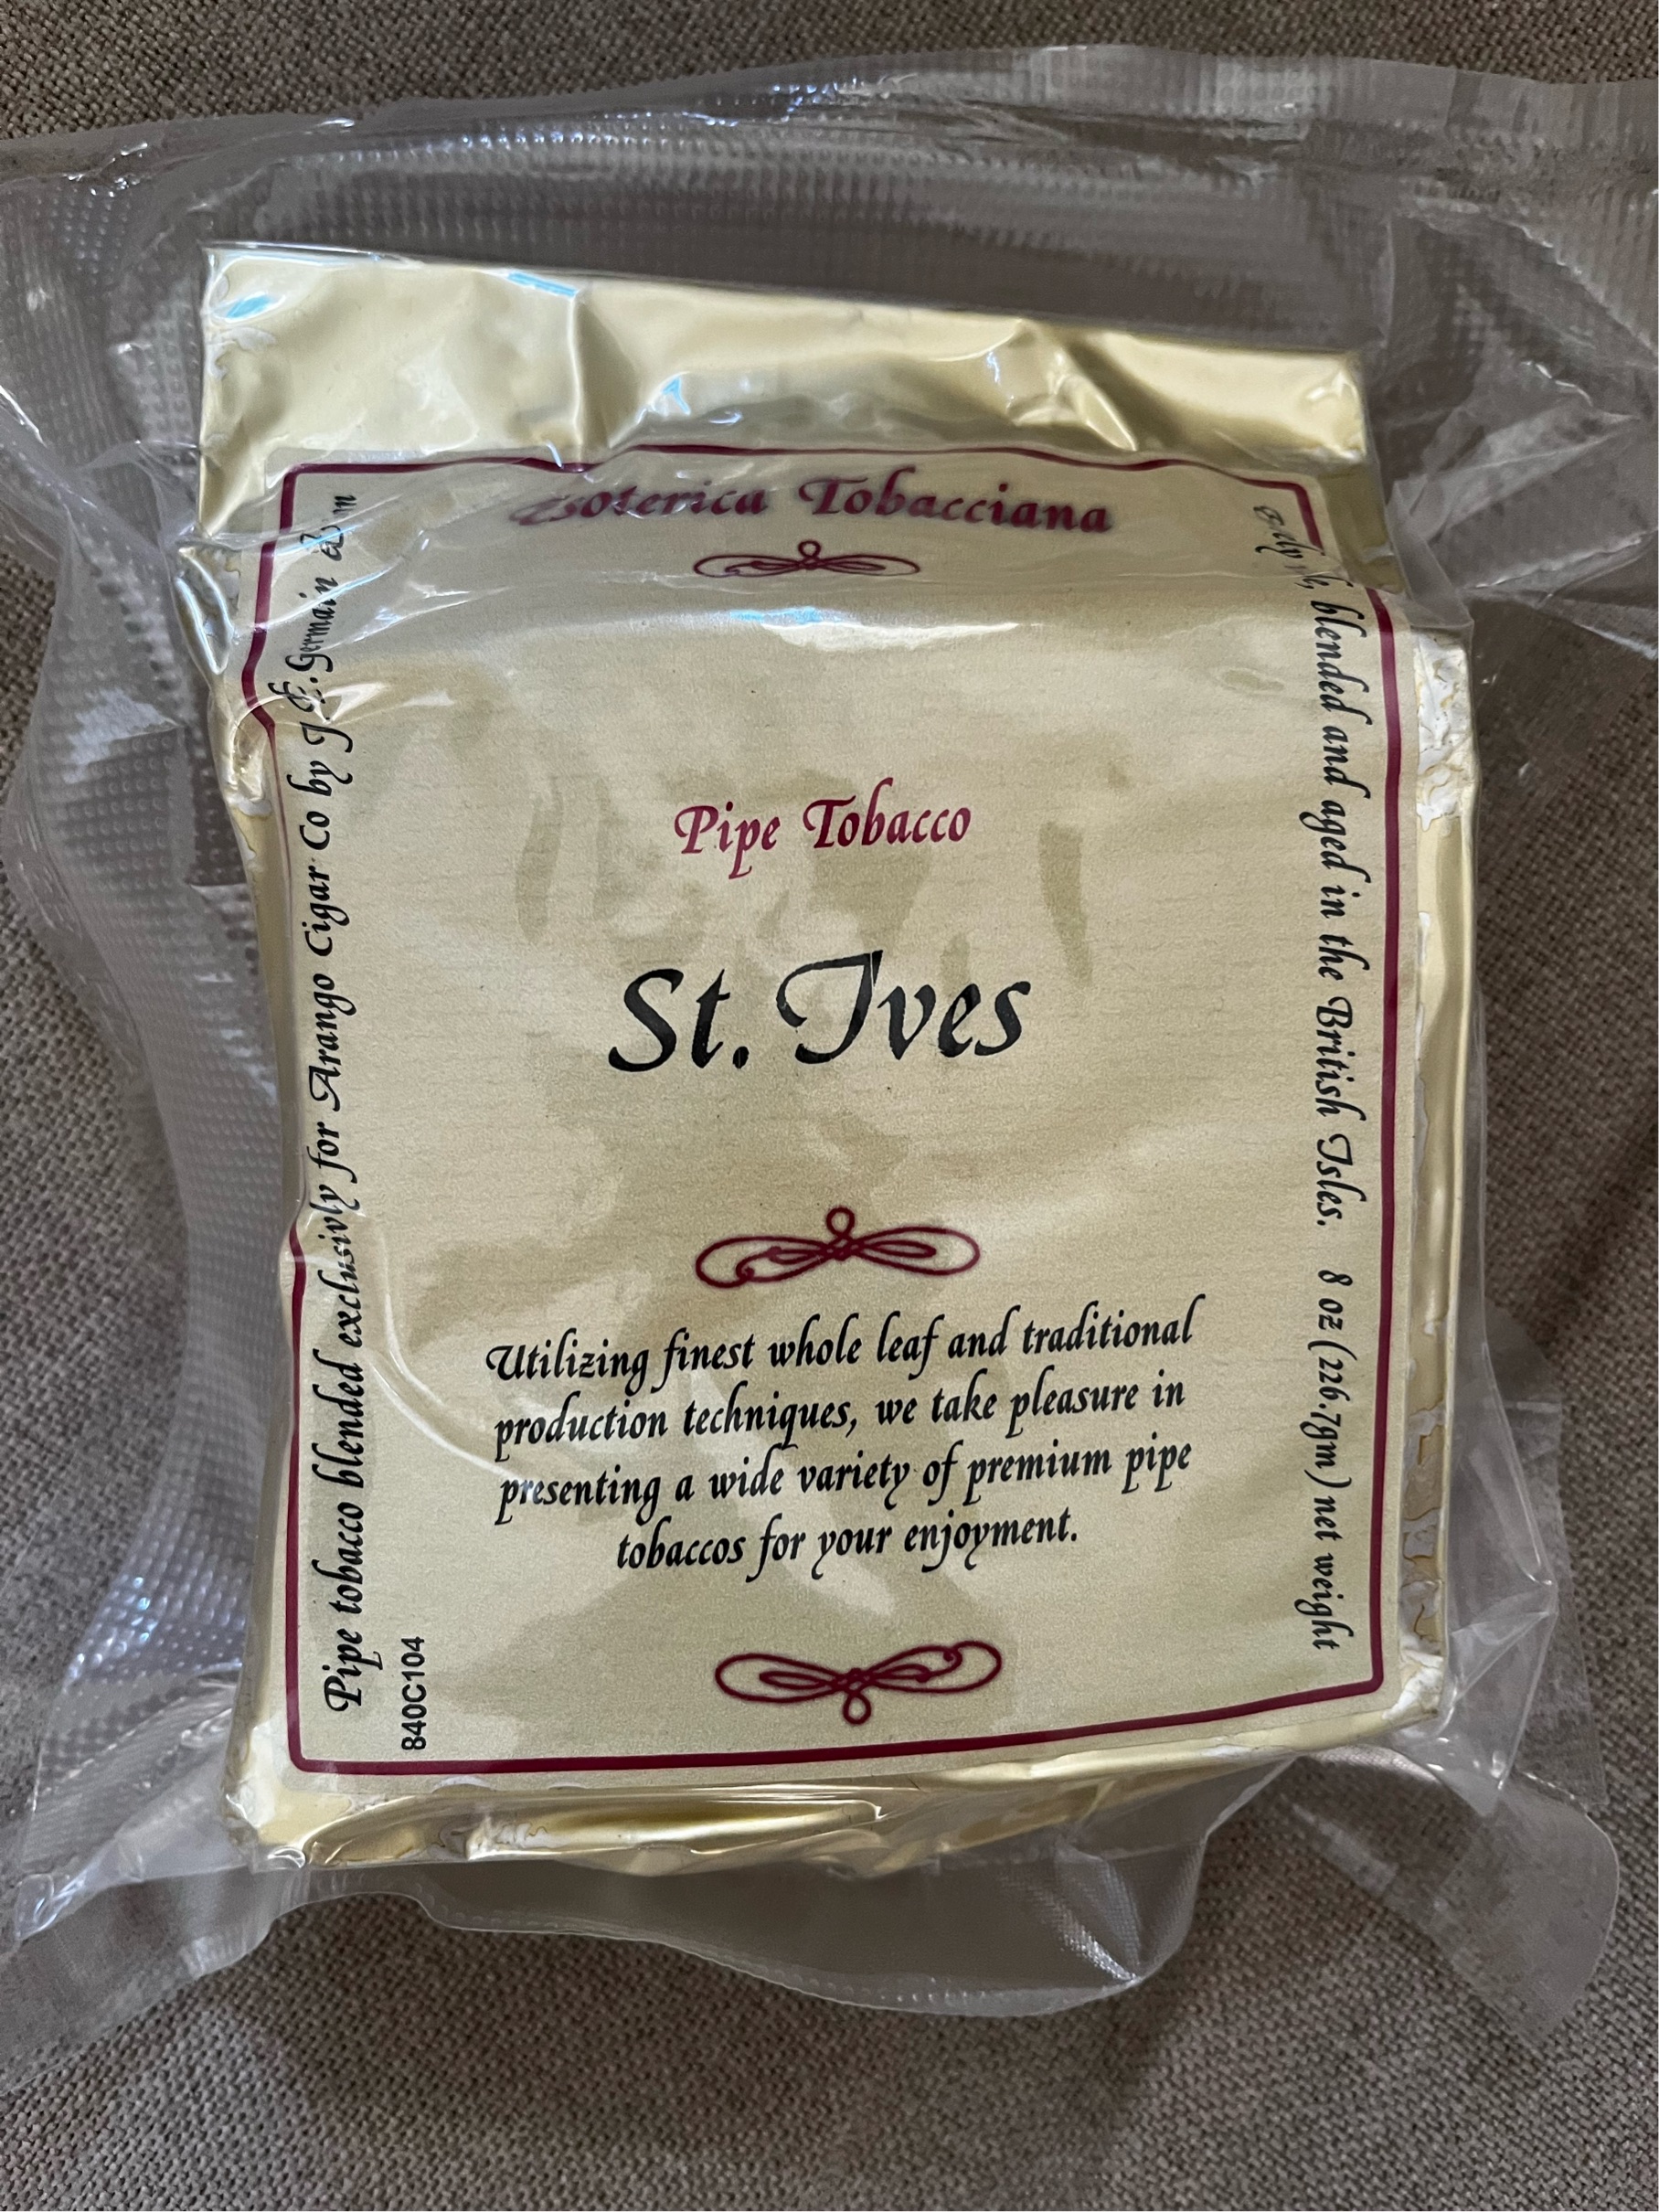 Tobacciana
Pipe Tobacco
St. Ives
Utilizing finest whole leaf and traditional
production techniques, we take pleasure in
presenting a wide variety of premium pipe
tobaccos for your enjoyment.
Pipe tobacco blended exclusivly for Arango Cigar Co by J.F.Germain &
840C104
blended and aged in the British Isles. 8 oz (226.7gm) net weight